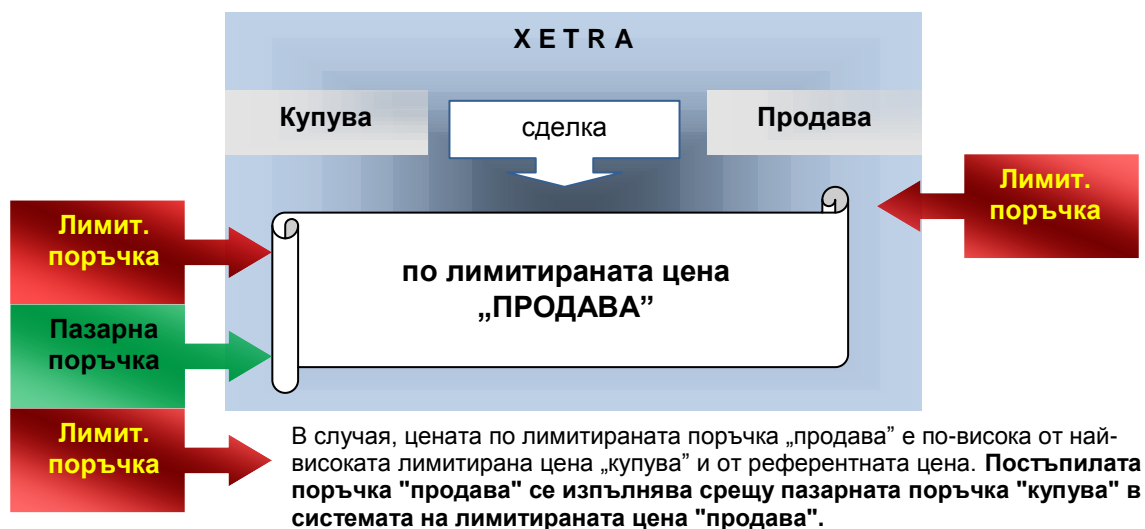 X E T R A
Купува
сделка
Продава
Лимит.
поръчка
Лимит.
поръчка
по лимитираната цена
„ПРОДАВА”
Пазарна
поръчка
Лимит.
поръчка
В случая, цената по лимитираната поръчка „продава” е по-висока от най-
високата лимитирана цена „купува” и от референтната цена. Постъпилата
поръчка "продава" се изпълнява срещу пазарната поръчка "купува" в
системата на лимитираната цена "продава".